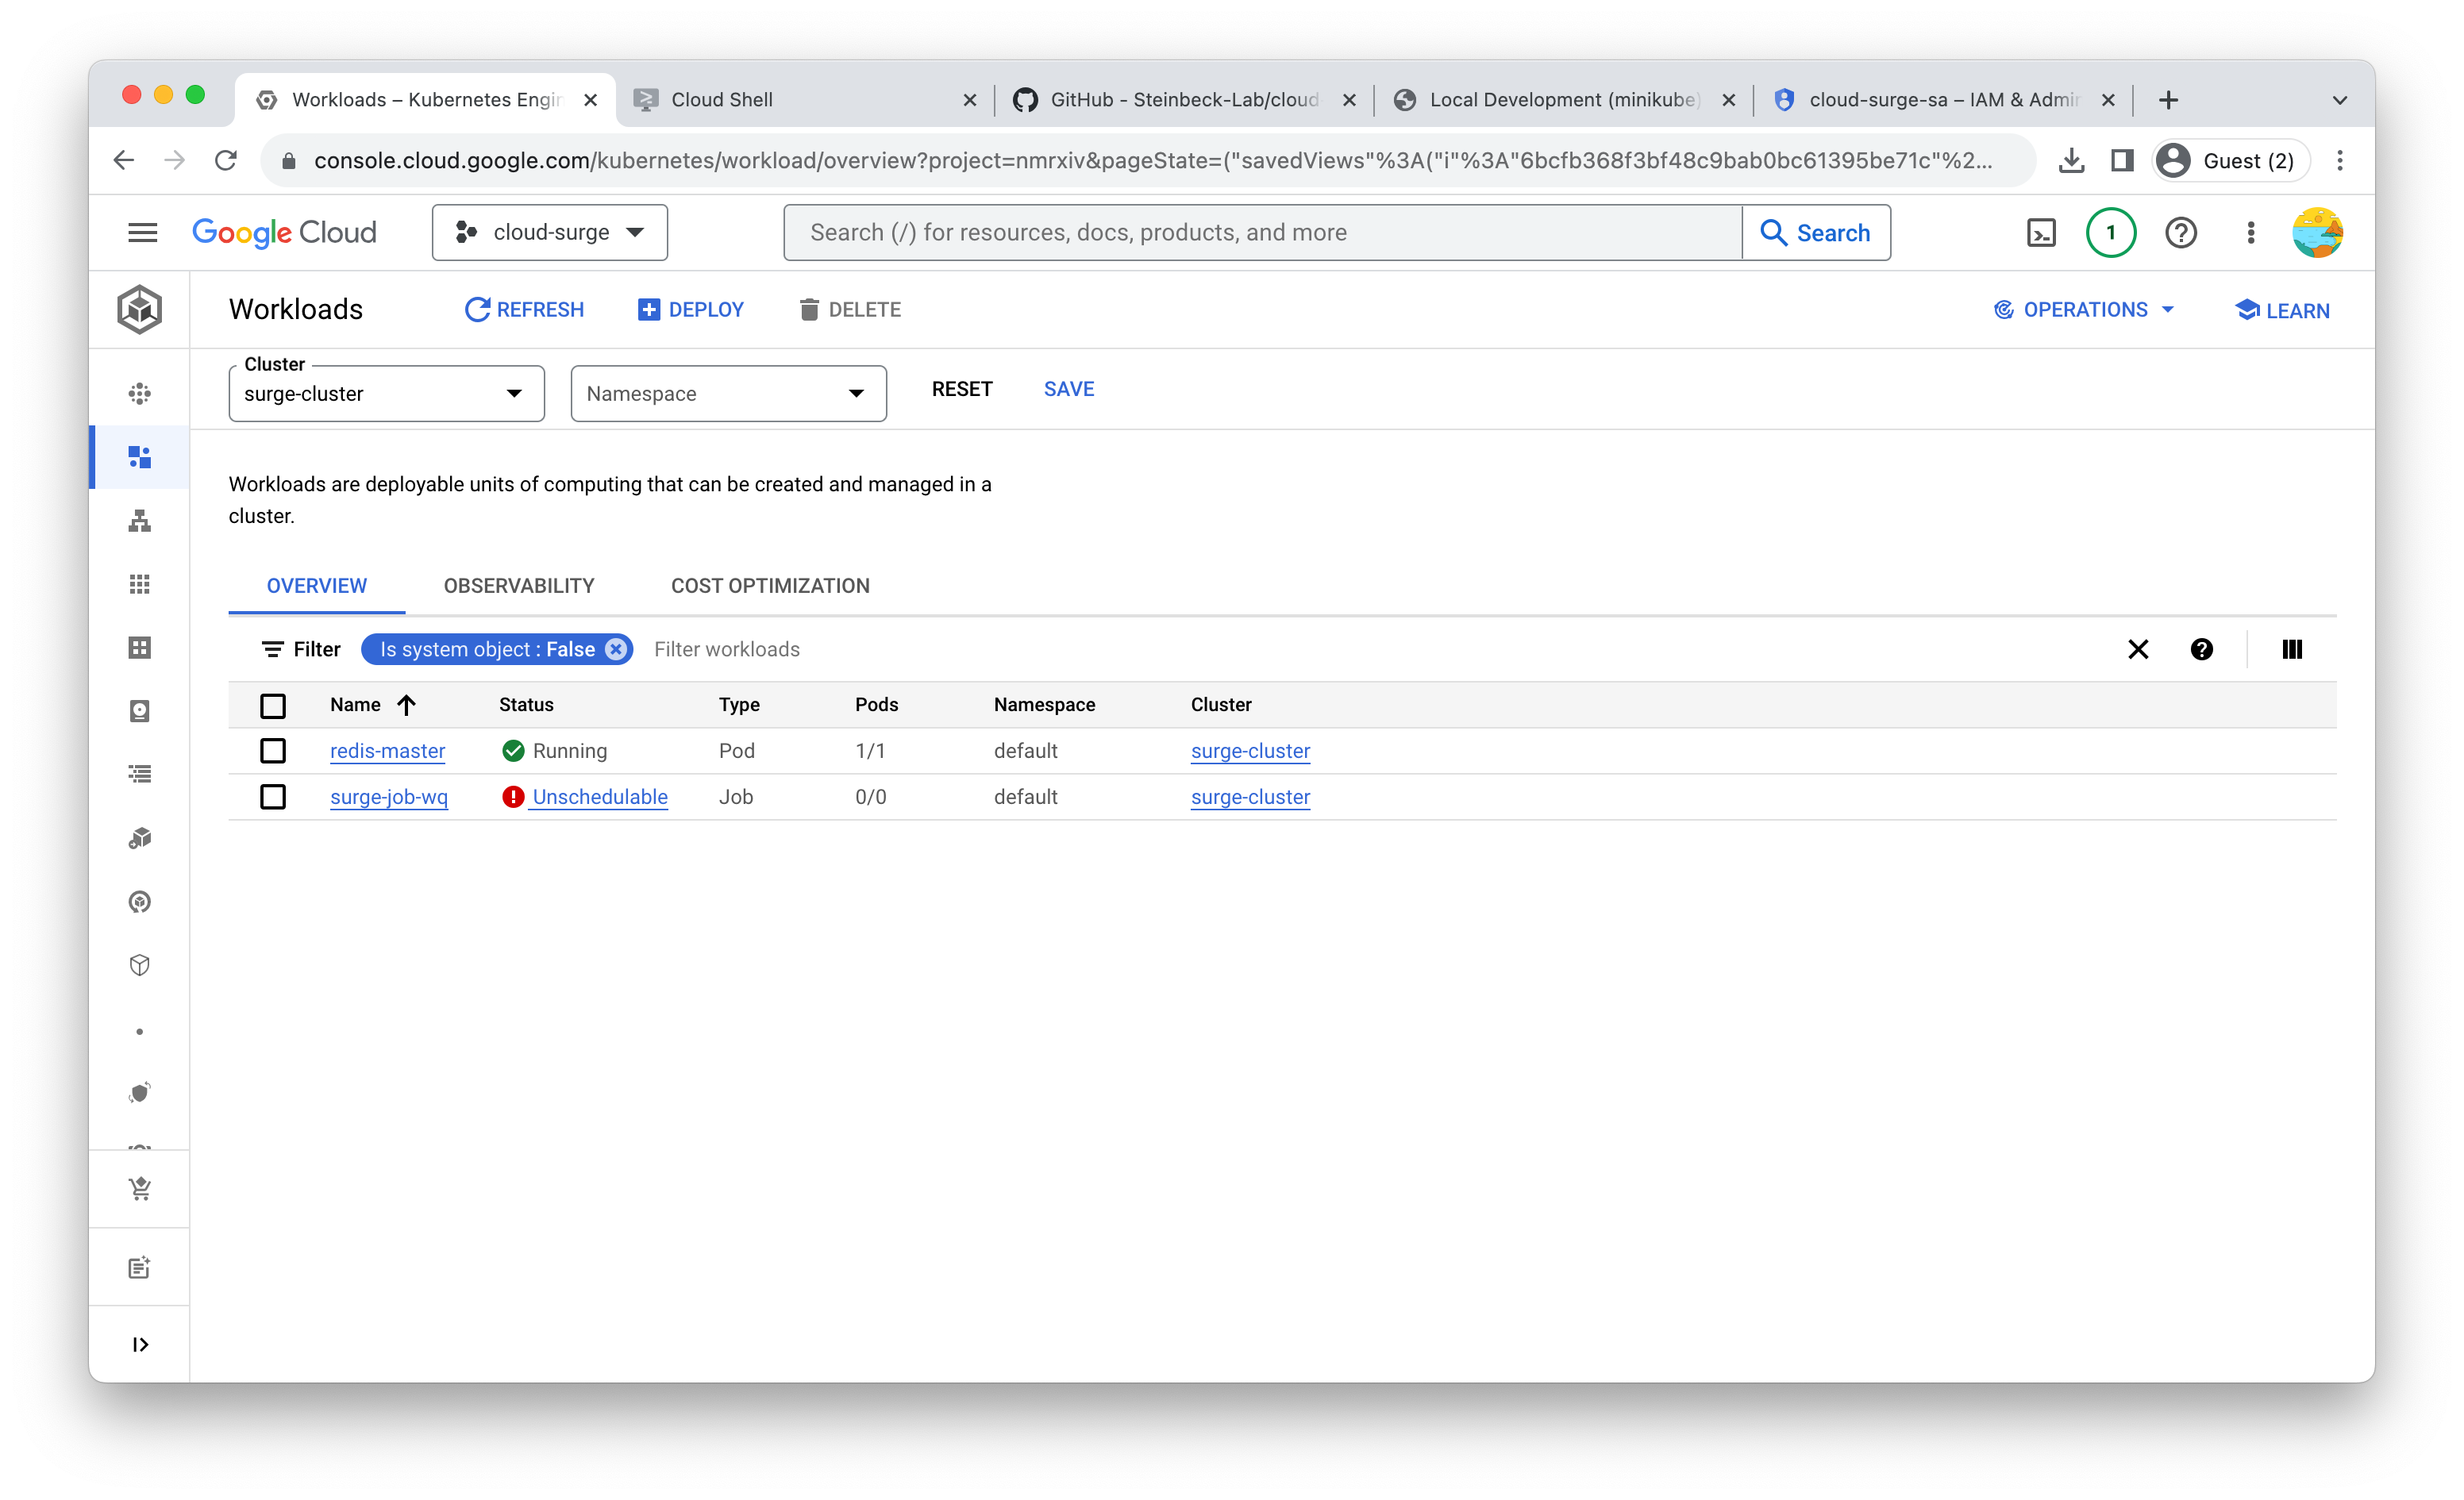 Workloads – Kubernetes Engin
Cloud Shell
GitHub - Steinbeck-Lab/cloud-
Local Development (minikube)
cloud-surge-sa – IAM & Admin
console.cloud.google.com/kubernetes/workload/overview?project=nmrxiv&pageState=("savedViews"%3A("i"%3A"6bcfb368f3bf48c9bab0bc61395be71c"%2...
Guest (2)
Google Cloud
cloud-surge
Search (/) for resources, docs, products, and more
Search
1
Workloads
REFRESH
DEPLOY
DELETE
OPERATIONS
LEARN
Cluster
surge-cluster
Namespace
RESET
SAVE
Workloads are deployable units of computing that can be created and managed in a
cluster.
OVERVIEW
OBSERVABILITY
COST OPTIMIZATION
Filter
Is system object : False
Filter workloads
Name Status Type Pods Namespace Cluster
redis-master Running Pod 1/1 default surge-cluster
surge-job-wq Unschedulable Job 0/0 default surge-cluster